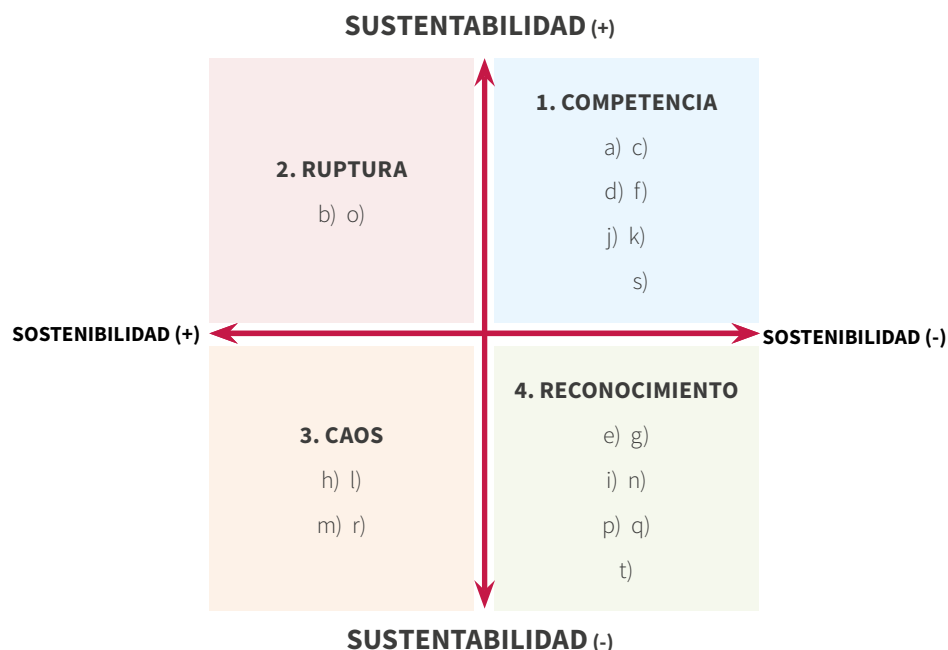 SUSTENTABILIDAD (+)
2. RUPTURA
b) o)
1. COMPETENCIA
a) c)
d) f)
j) k)
s)
SOSTENIBILIDAD (+)
SOSTENIBILIDAD (-)
3. CAOS
h) l)
m) r)
4. RECONOCIMIENTO
e) g)
i) n)
p) q)
t)
SUSTENTABILIDAD (-)